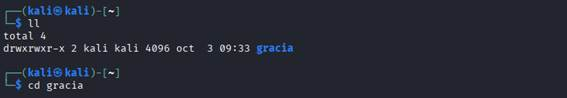 ┌──(kali㉿kali)-[~]
└─$ ll
total 4
drwxrwxr-x 2 kali kali 4096 oct  3 09:33 gracia
┌──(kali㉿kali)-[~]
└─$ cd gracia